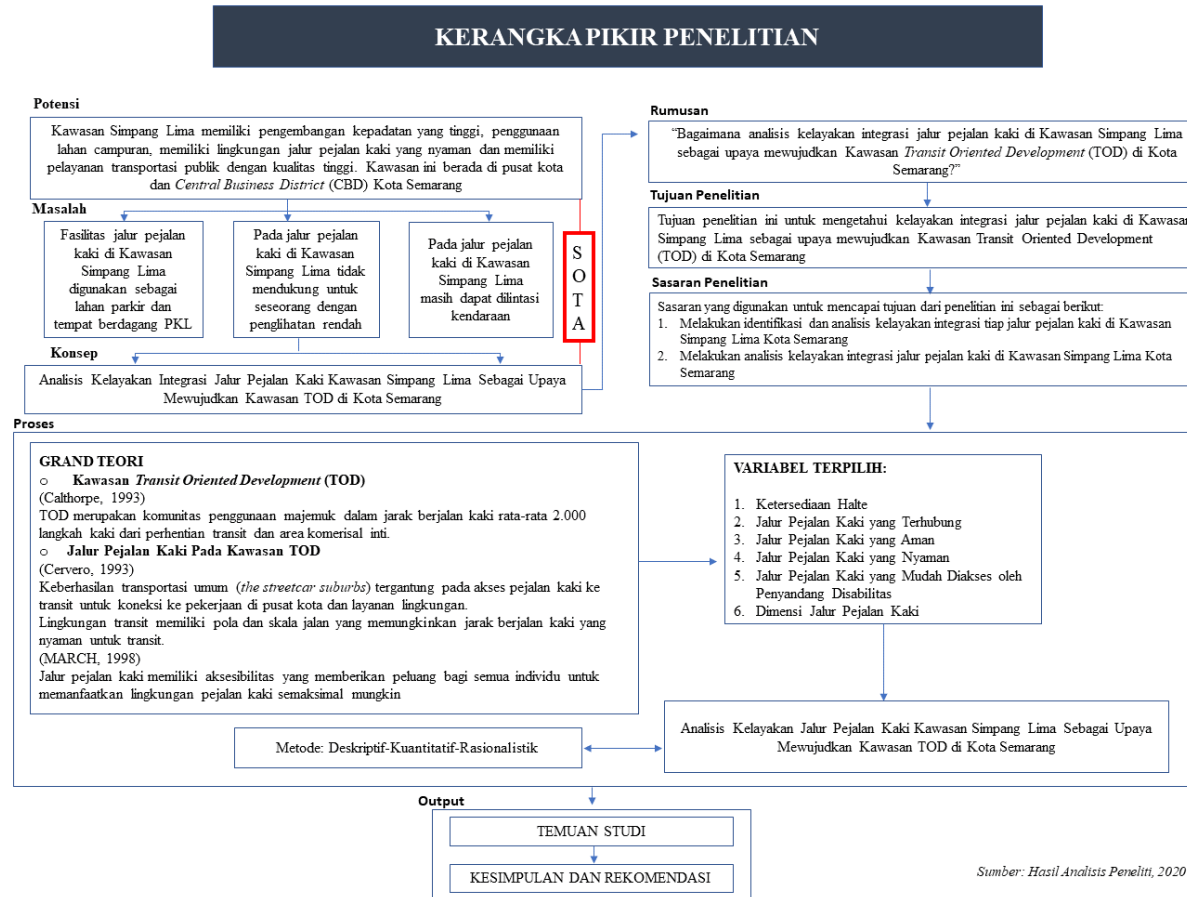 KERANGKA PIKIR PENELITIAN
Potensi
Kawasan Simpang Lima memiliki pengembangan kepadatan yang tinggi, penggunaan
lahan campuran, memiliki lingkungan jalur pejalan kaki yang nyaman dan memiliki
pelayanan transportasi publik dengan kualitas tinggi. Kawasan ini berada di pusat kota
dan Central Business District (CBD) Kota Semarang
Masalah
Fasilitas jalur pejalan
kaki di Kawasan
Simpang Lima
digunakan sebagai
lahan parkir dan
tempat berdagang PKL
Pada jalur pejalan
kaki di Kawasan
Simpang Lima tidak
mendukung untuk
seseorang dengan
penglihatan rendah
Pada jalur pejalan
kaki di Kawasan
Simpang Lima
masih dapat dilintasi
kendaraan
S
O
T
A
Konsep
Analisis Kelayakan Integrasi Jalur Pejalan Kaki Kawasan Simpang Lima Sebagai Upaya
Mewujudkan Kawasan TOD di Kota Semarang
Rumusan
“Bagaimana analisis kelayakan integrasi jalur pejalan kaki di Kawasan Simpang Lima
sebagai upaya mewujudkan Kawasan Transit Oriented Development (TOD) di Kota
Semarang?”
Tujuan Penelitian
Tujuan penelitian ini untuk mengetahui kelayakan integrasi jalur pejalan kaki di Kawasan
Simpang Lima sebagai upaya mewujudkan Kawasan Transit Oriented Development
(TOD) di Kota Semarang
Sasaran Penelitian
Sasaran yang digunakan untuk mencapai tujuan dari penelitian ini sebagai berikut:
1. Melakukan identifikasi dan analisis kelayakan integrasi tiap jalur pejalan kaki di Kawasan
Simpang Lima Kota Semarang
2. Melakukan analisis kelayakan integrasi jalur pejalan kaki di Kawasan Simpang Lima Kota
Semarang
Proses
GRAND TEORI
o Kawasan Transit Oriented Development (TOD)
(Calthorpe, 1993)
TOD merupakan komunitas penggunaan majemuk dalam jarak berjalan kaki rata-rata 2.000
langkah kaki dari perhentian transit dan area komerisal inti.
o Jalur Pejalan Kaki Pada Kawasan TOD
(Cervero, 1993)
Keberhasilan transportasi umum (the streetcar suburbs) tergantung pada akses pejalan kaki ke
transit untuk koneksi ke pekerjaan di pusat kota dan layanan lingkungan.
Lingkungan transit memiliki pola dan skala jalan yang memungkinkan jarak berjalan kaki yang
nyaman untuk transit.
(MARCH, 1998)
Jalur pejalan kaki memiliki aksesibilitas yang memberikan peluang bagi semua individu untuk
memanfaatkan lingkungan pejalan kaki semaksimal mungkin
VARIABEL TERPILIH:
1. Ketersediaan Halte
2. Jalur Pejalan Kaki yang Terhubung
3. Jalur Pejalan Kaki yang Aman
4. Jalur Pejalan Kaki yang Nyaman
5. Jalur Pejalan Kaki yang Mudah Diakses oleh
Penyandang Disabilitas
6. Dimensi Jalur Pejalan Kaki
Analisis Kelayakan Jalur Pejalan Kaki Kawasan Simpang Lima Sebagai Upaya
Mewujudkan Kawasan TOD di Kota Semarang
Metode: Deskriptif-Kuantitatif-Rasionalistik
Output
TEMUAN STUDI
KESIMPULAN DAN REKOMENDASI
Sumber: Hasil Analisis Peneliti, 2020